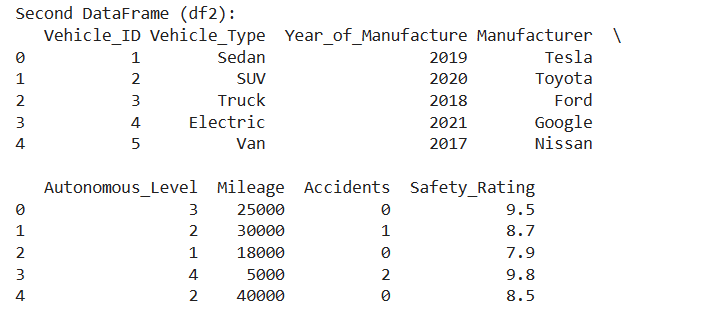 Second DataFrame (df2):
   Vehicle_ID Vehicle_Type  Year_of_Manufacture Manufacturer  \
0           1        Sedan                 2019        Tesla
1           2          SUV                 2020       Toyota
2           3        Truck                 2018         Ford
3           4     Electric                 2021       Google
4           5          Van                 2017       Nissan

   Autonomous_Level  Mileage  Accidents  Safety_Rating
0                 3    25000          0            9.5
1                 2    30000          1            8.7
2                 1    18000          0            7.9
3                 4     5000          2            9.8
4                 2    40000          0            8.5